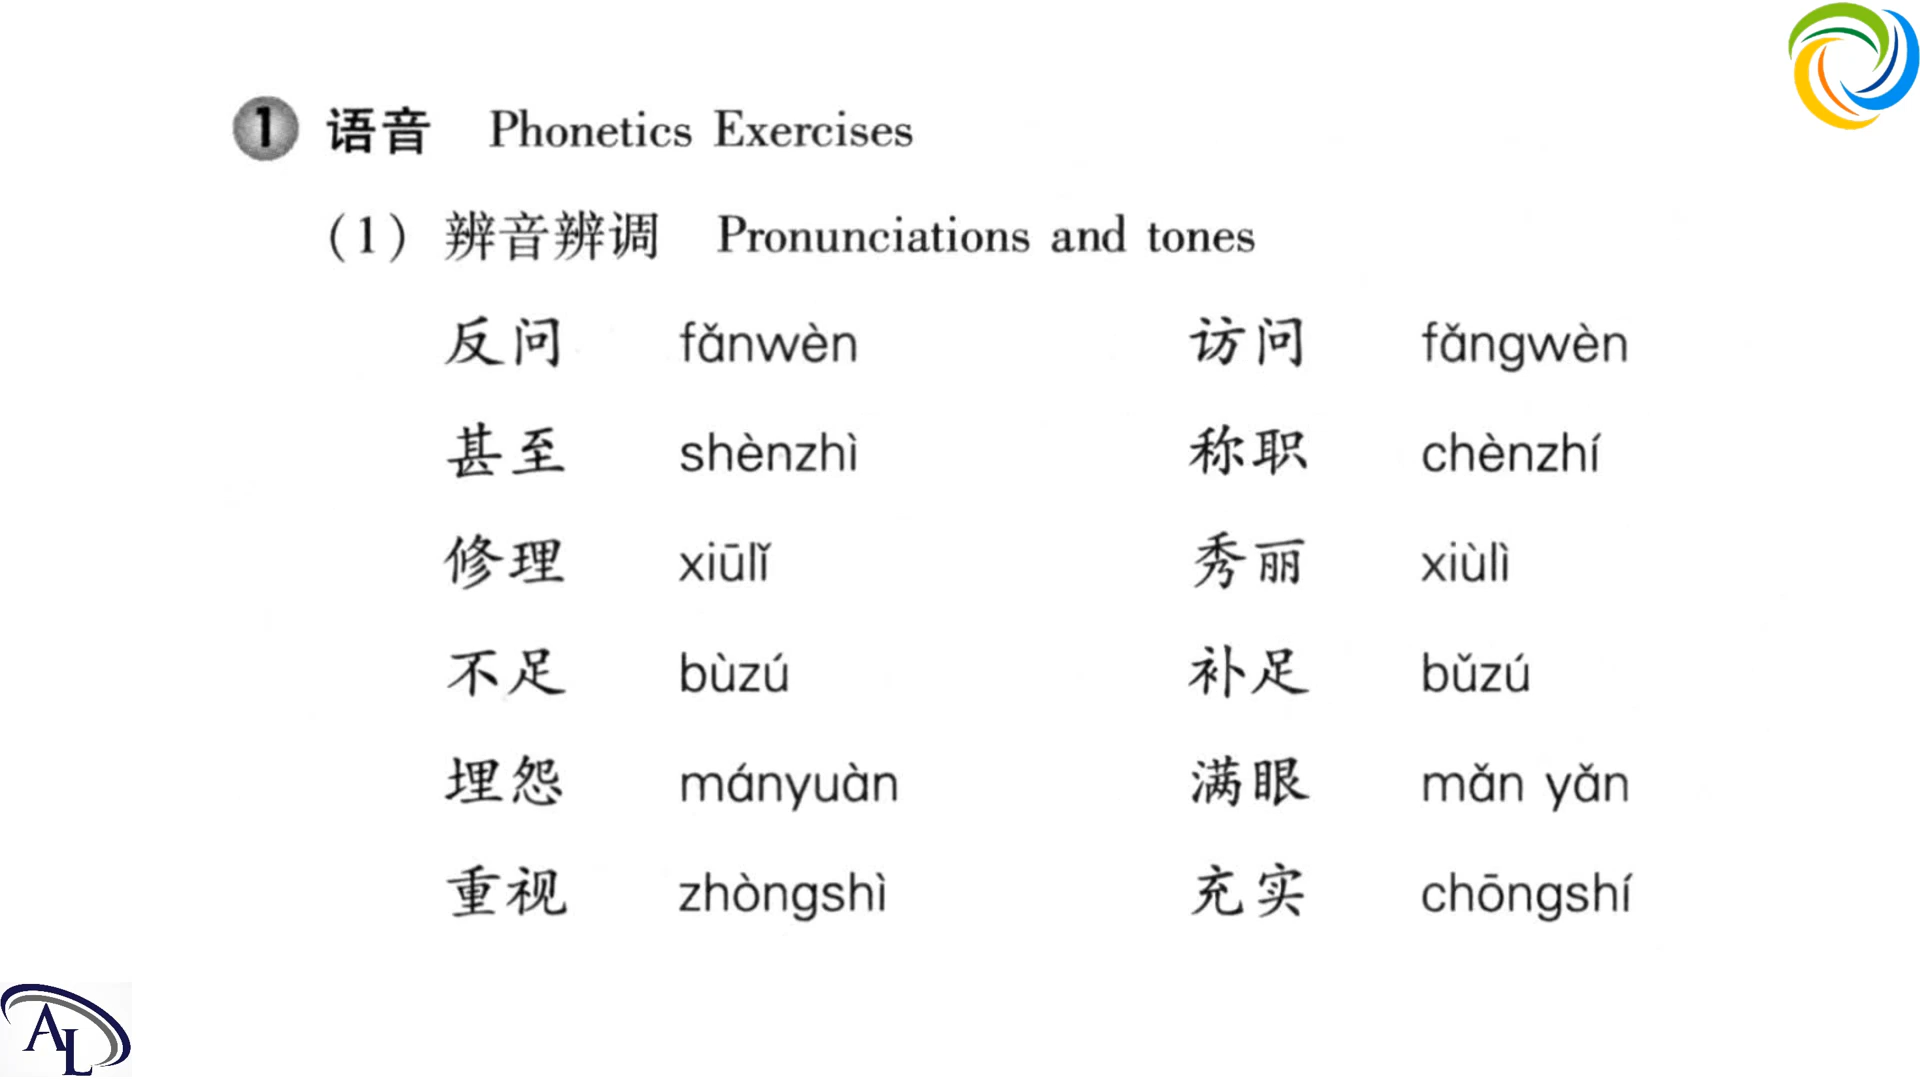 1 语音 Phonetics Exercises
(1) 辨音辨调 Pronunciations and tones
反问 fǎnwèn 访问 fǎngwèn
甚至 shènzhì 称职 chènzhí
修理 xiūlǐ 秀丽 xiùlì
不足 bùzú 补足 bǔzú
埋怨 mányuàn 满眼 mǎn yǎn
重视 zhòngshì 充实 chōngshí
AL